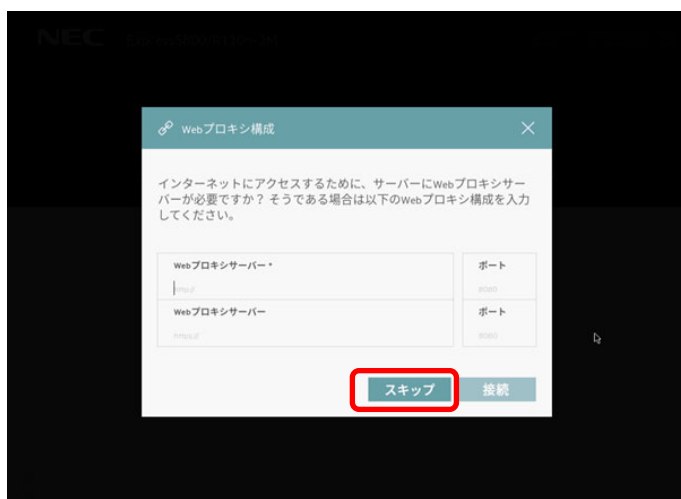 NEC
Webプロキシ構成
インターネットにアクセスするために、サーバーにWebプロキシサー
バーが必要ですか？ そうである場合は以下のWebプロキシ構成を入力
してください。
Webプロキシサーバー *
ポート
http://
8080
Webプロキシサーバー
ポート
https://
8080
スキップ
接続